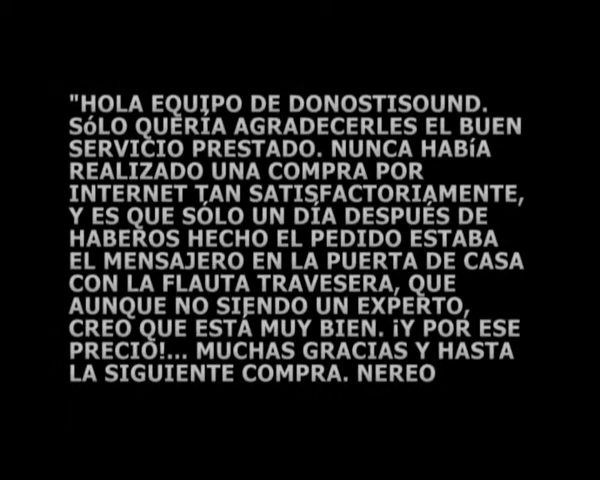 "HOLA EQUIPO DE DONOSTISOUND.
SóLO QUERÍA AGRADECERLES EL BUEN
SERVICIO PRESTADO. NUNCA HABíA
REALIZADO UNA COMPRA POR
INTERNET TAN SATISFACTORIAMENTE,
Y ES QUE SÓLO UN DÍA DESPUÉS DE
HABEROS HECHO EL PEDIDO ESTABA
EL MENSAJERO EN LA PUERTA DE CASA
CON LA FLAUTA TRAVESERA, QUE
AUNQUE NO SIENDO UN EXPERTO,
CREO QUE ESTÁ MUY BIEN. ¡Y POR ESE
PRECIO!... MUCHAS GRACIAS Y HASTA
LA SIGUIENTE COMPRA. NEREO